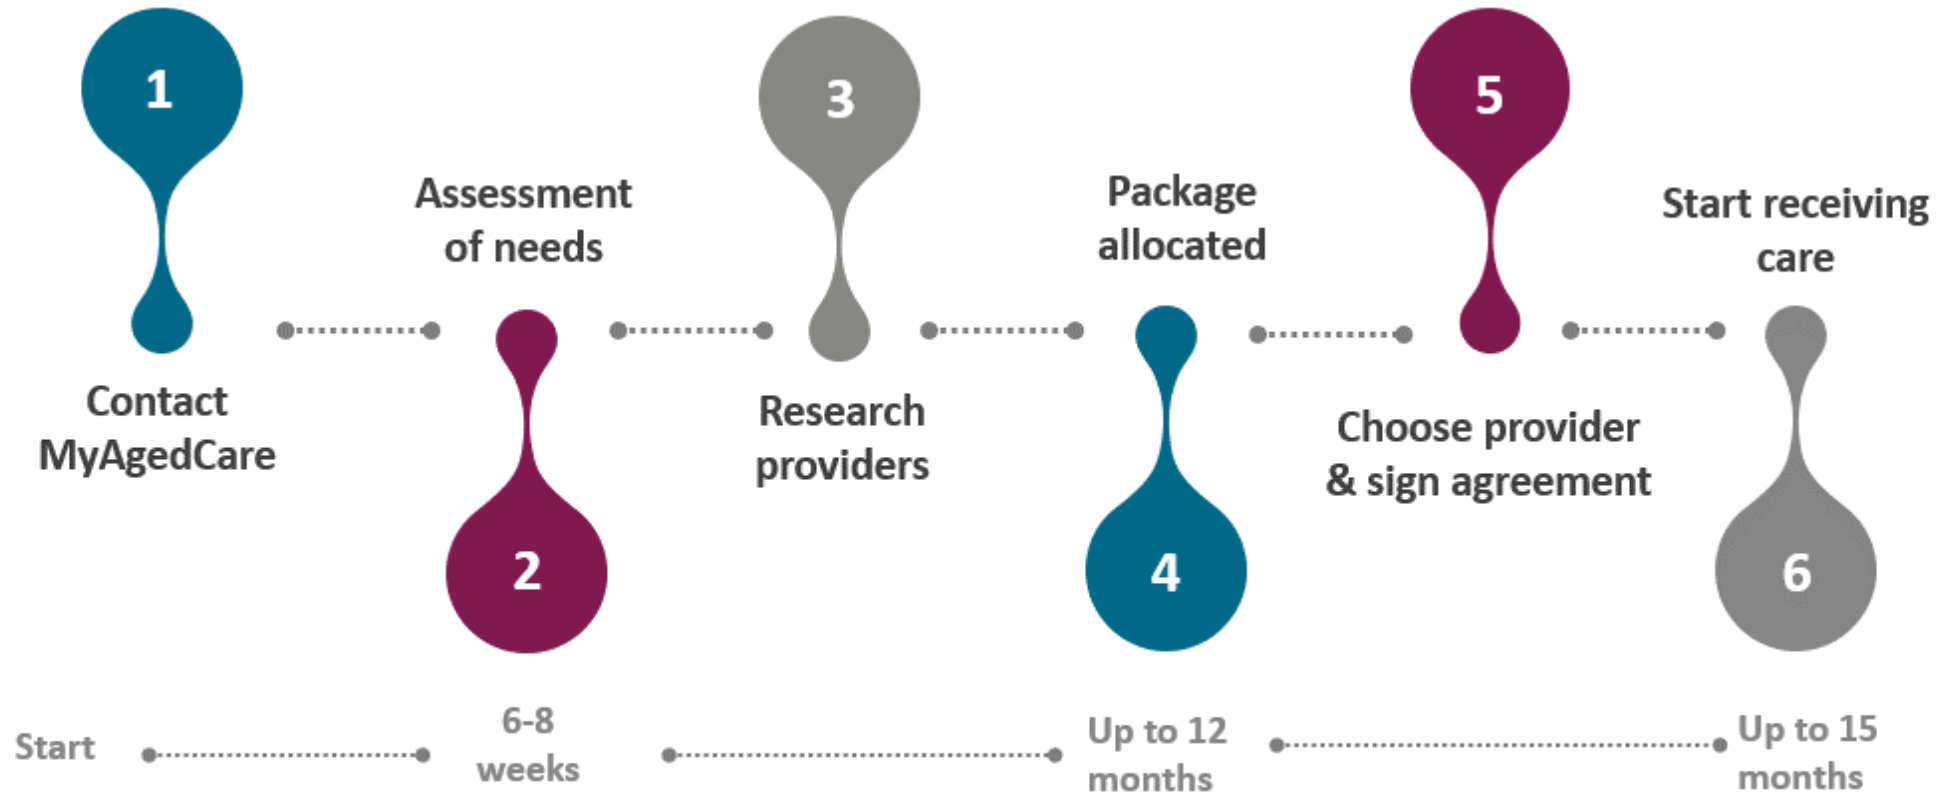 1
Contact
MyAgedCare
Assessment
of needs
2
3
Research
providers
Package
allocated
4
5
Choose provider
& sign agreement
Start receiving
care
6
Start
6-8
weeks
Up to 12
months
Up to 15
months